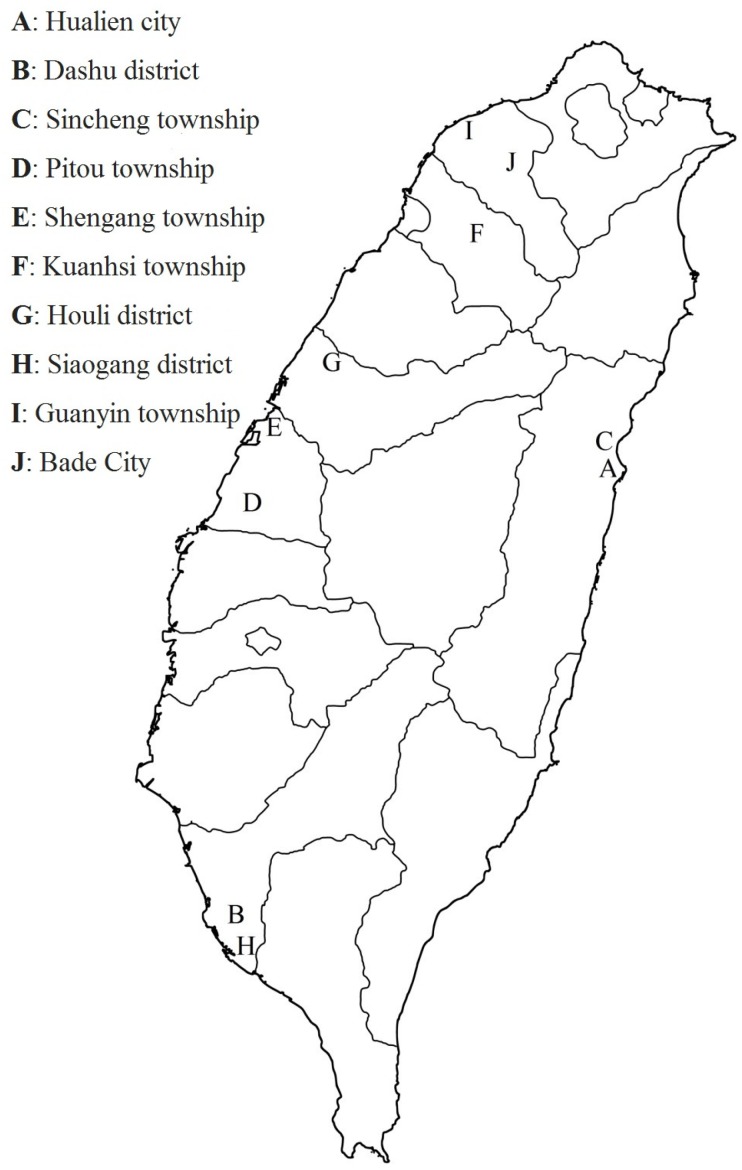 A: Hualien city
B: Dashu district
C: Sincheng township
D: Pitou township
E: Shengang township
F: Kuanhsi township
G: Houli district
H: Siaogang district
I: Guanyin township
J: Bade City
I
J
F
G
E
C
A
D
B
H